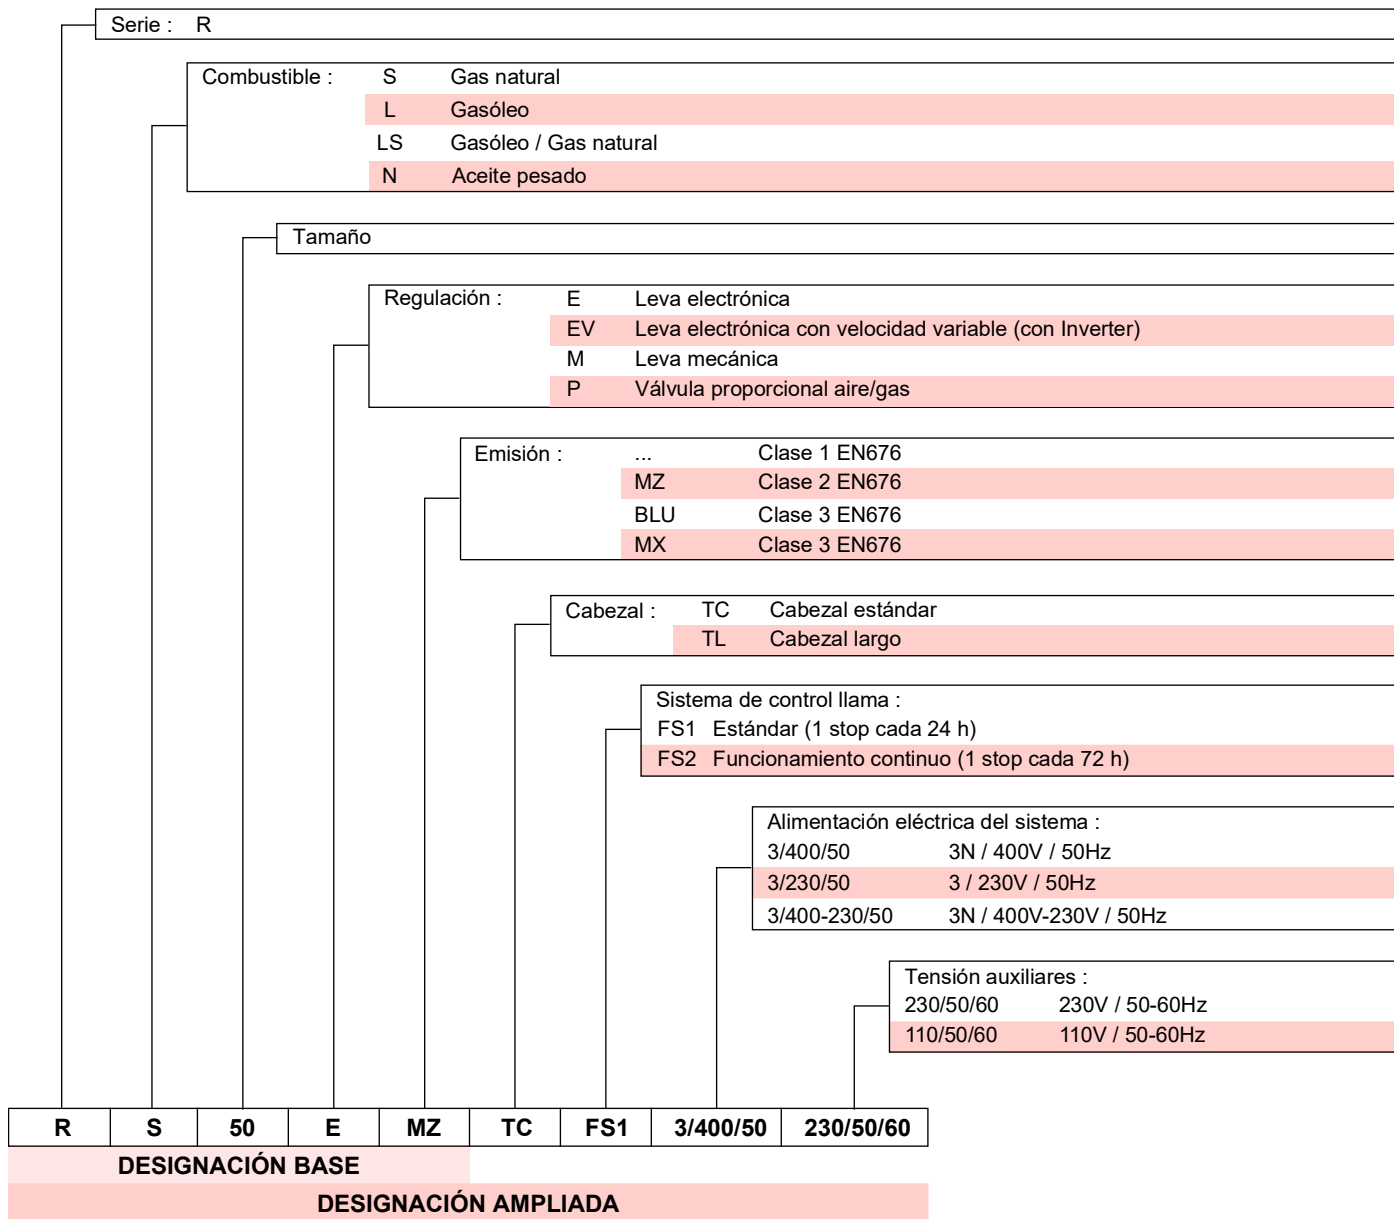 Serie : R
Combustible : S Gas natural
L Gasóleo
LS Gasóleo / Gas natural
N Aceite pesado
Tamaño
Regulación : E Leva electrónica
EV Leva electrónica con velocidad variable (con Inverter)
M Leva mecánica
P Válvula proporcional aire/gas
Emisión : ... Clase 1 EN676
MZ Clase 2 EN676
BLU Clase 3 EN676
MX Clase 3 EN676
Cabezal : TC Cabezal estándar
TL Cabezal largo
Sistema de control llama :
FS1 Estándar (1 stop cada 24 h)
FS2 Funcionamiento continuo (1 stop cada 72 h)
Alimentación eléctrica del sistema :
3/400/50 3N / 400V / 50Hz
3/230/50 3 / 230V / 50Hz
3/400-230/50 3N / 400V-230V / 50Hz
Tensión auxiliares :
230/50/60 230V / 50-60Hz
110/50/60 110V / 50-60Hz
R S 50 E MZ TC FS1 3/400/50 230/50/60
DESIGNACIÓN BASE
DESIGNACIÓN AMPLIADA